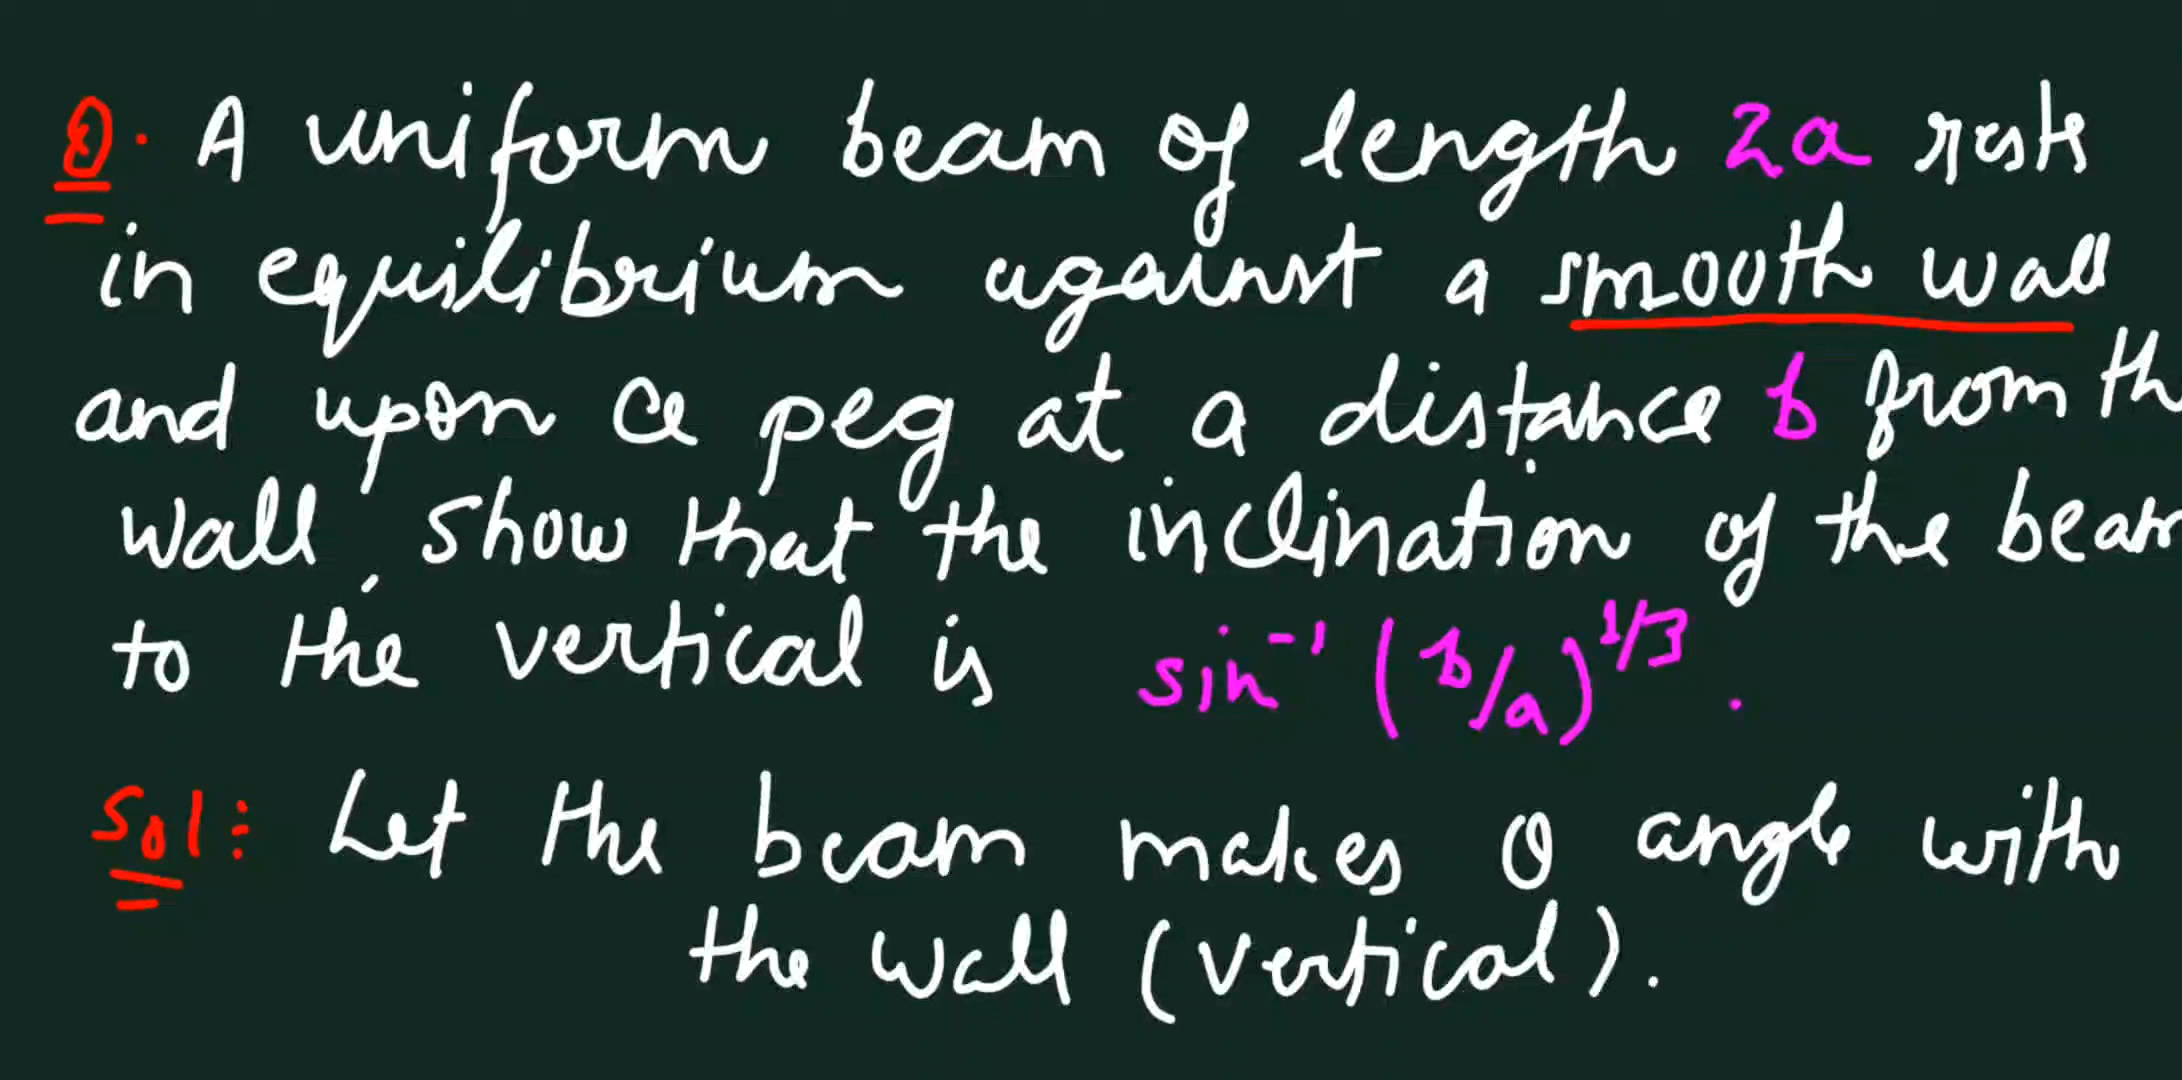 Q. A uniform beam of length 2a rests
in equilibrium against a smooth wall
and upon a peg at a distance b from th
wall, show that the inclination of the beam
to the vertical is sin⁻¹ (b/a)^1/3.
Sol: Let the beam makes θ angle with
the wall (vertical).